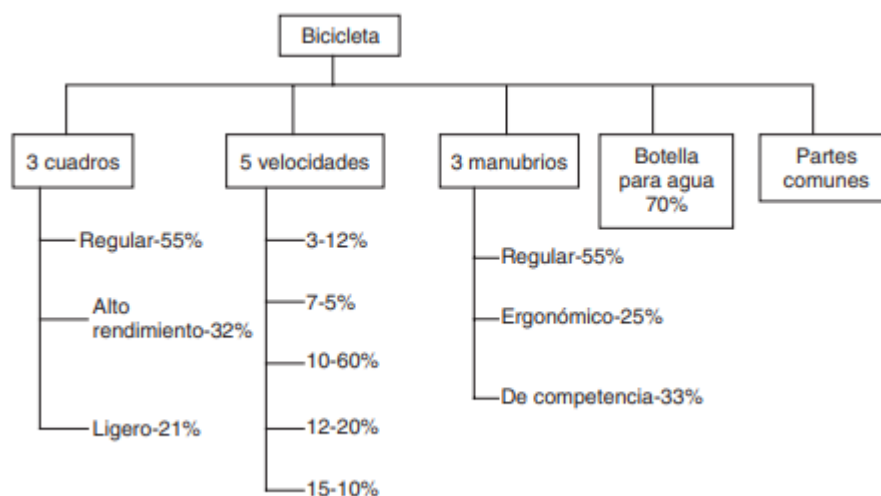 Bicicleta
3 cuadros
5 velocidades
3 manubrios
Botella
para agua
70%
Partes
comunes
Regular-55%
Alto
rendimiento-32%
Ligero-21%
3-12%
7-5%
10-60%
12-20%
15-10%
Regular-55%
Ergonómico-25%
De competencia-33%